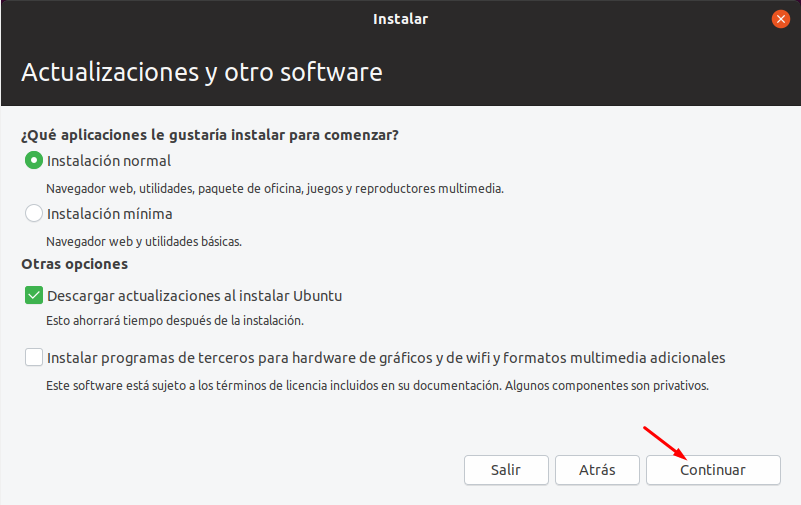 Instalar
Actualizaciones y otro software
¿Qué aplicaciones le gustaría instalar para comenzar?
Instalación normal
Navegador web, utilidades, paquete de oficina, juegos y reproductores multimedia.
Instalación mínima
Navegador web y utilidades básicas.
Otras opciones
Descargar actualizaciones al instalar Ubuntu
Esto ahorrará tiempo después de la instalación.
Instalar programas de terceros para hardware de gráficos y de wifi y formatos multimedia adicionales
Este software está sujeto a los términos de licencia incluidos en su documentación. Algunos componentes son privativos.
Salir
Atrás
Continuar